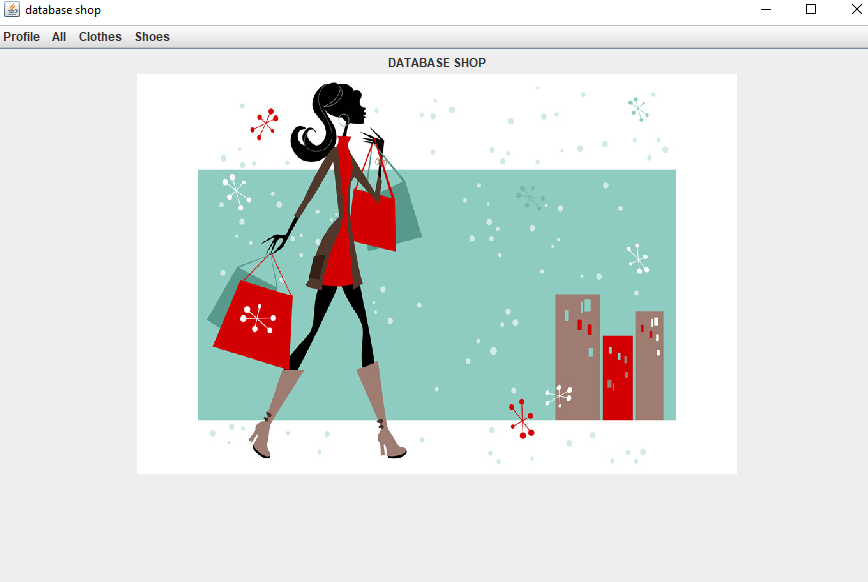 database shop
Profile All Clothes Shoes
DATABASE SHOP